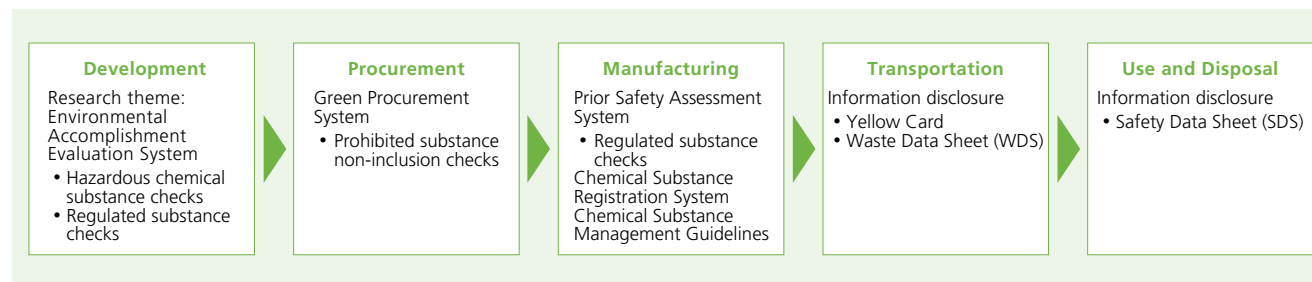 Development
Research theme:
Environmental
Accomplishment
Evaluation System
• Hazardous chemical
substance checks
• Regulated substance
checks
Procurement
Green Procurement
System
• Prohibited substance
non-inclusion checks
Manufacturing
Prior Safety Assessment
System
• Regulated substance
checks
Chemical Substance
Registration System
Chemical Substance
Management Guidelines
Transportation
Information disclosure
• Yellow Card
• Waste Data Sheet (WDS)
Use and Disposal
Information disclosure
• Safety Data Sheet (SDS)